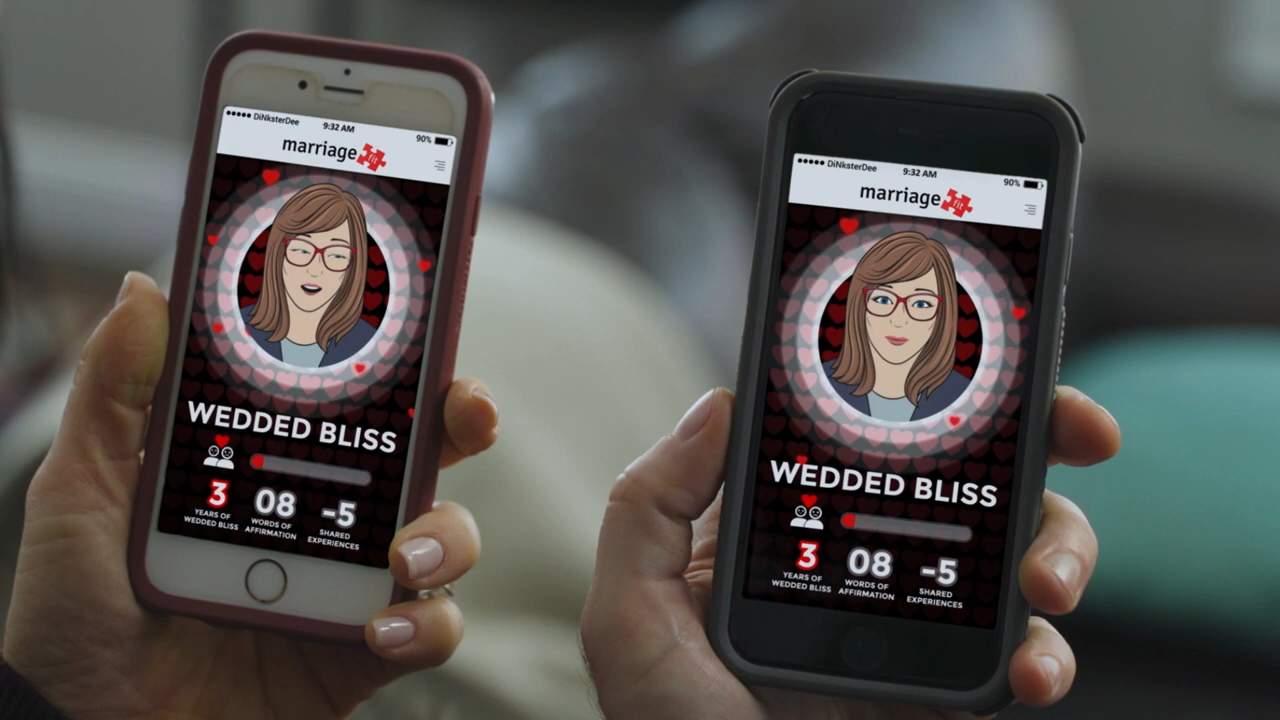 DiNksterDee 9:32 AM 90%
marriage fit
WEDDED BLISS
3 08 -5
YEARS OF WEDDED BLISS WORDS OF AFFIRMATION SHARED EXPERIENCES
DiNksterDee 9:32 AM 90%
marriage fit
WEDDED BLISS
3 08 -5
YEARS OF WEDDED BLISS WORDS OF AFFIRMATION SHARED EXPERIENCES